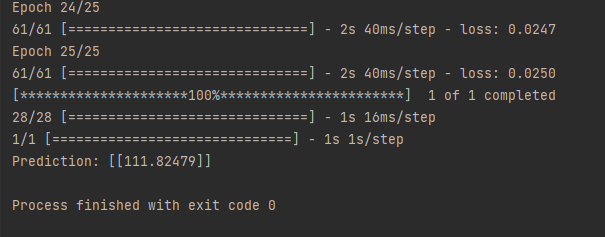 Epoch 24/25
61/61 [==============================] - 2s 40ms/step - loss: 0.0247
Epoch 25/25
61/61 [==============================] - 2s 40ms/step - loss: 0.0250
[*********************100%***********************]  1 of 1 completed
28/28 [==============================] - 1s 16ms/step
1/1 [==============================] - 1s 1s/step
Prediction: [[111.82479]]
Process finished with exit code 0